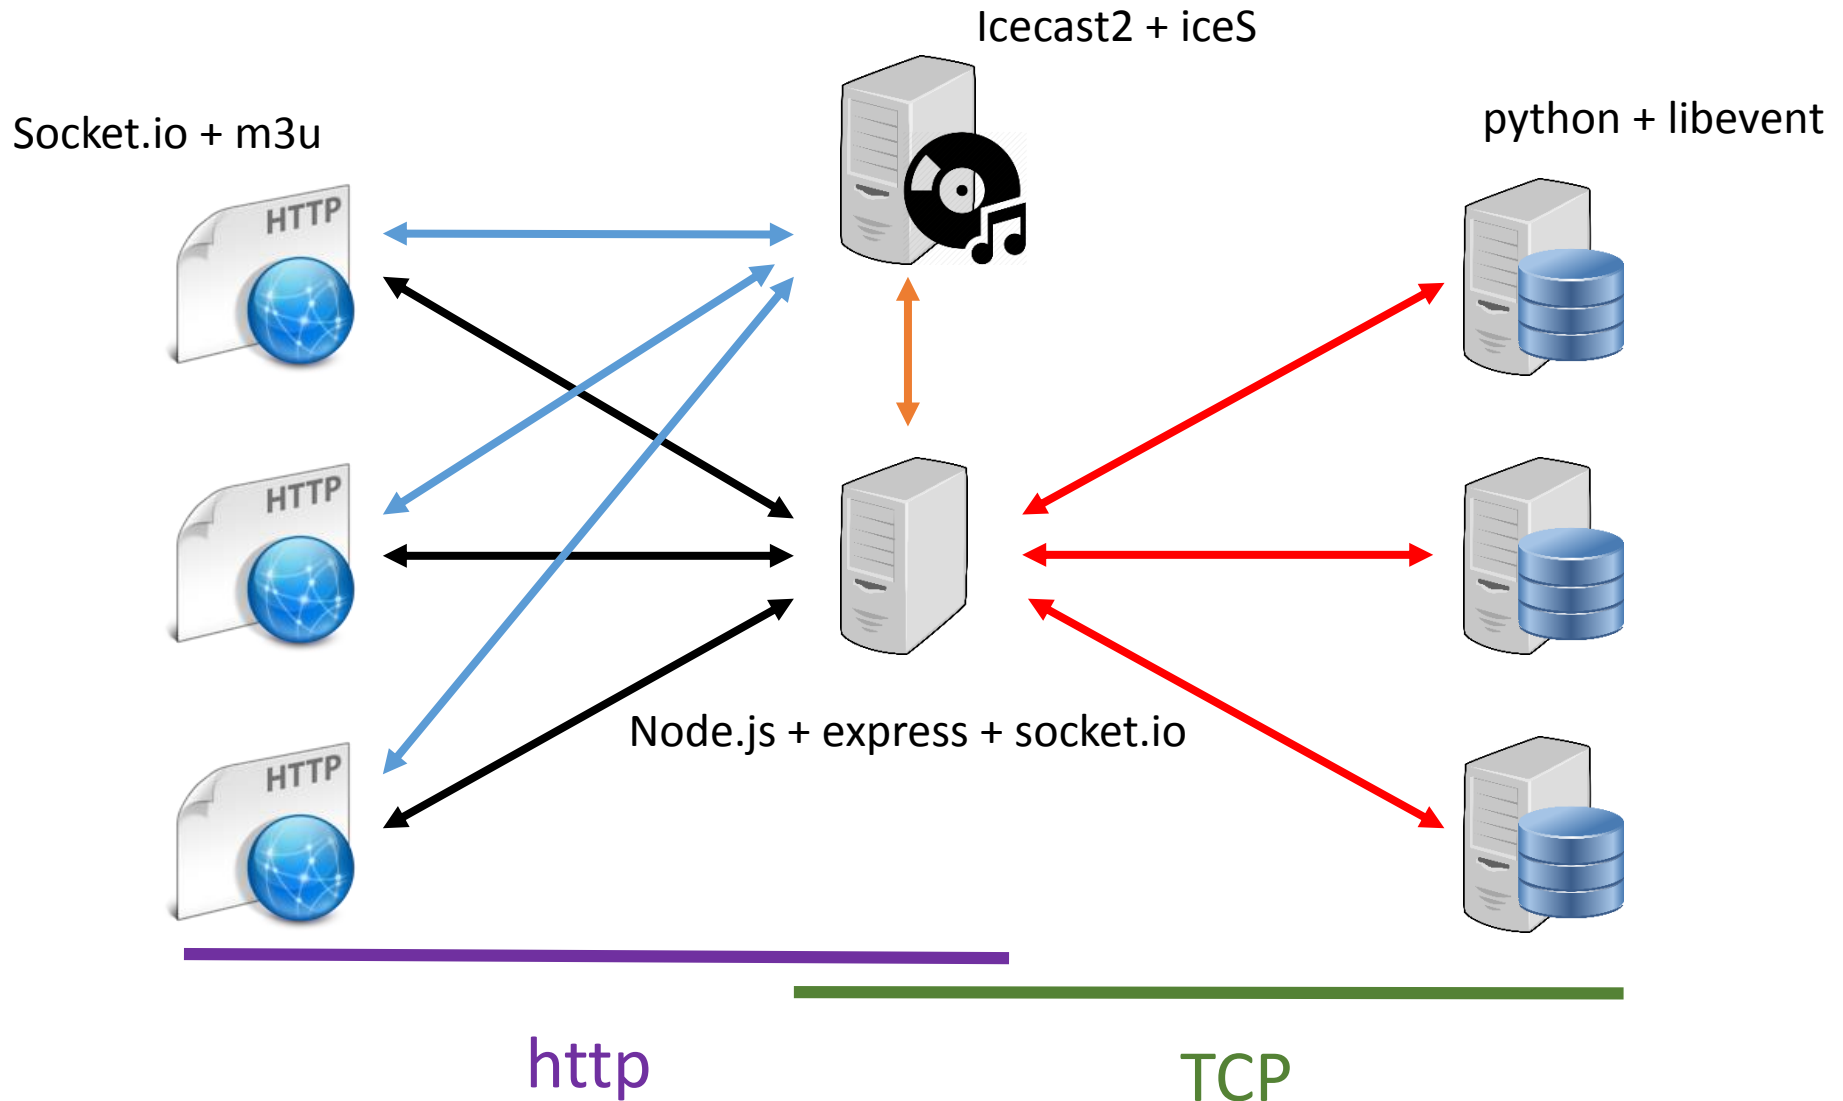 Icecast2 + iceS
Socket.io + m3u
python + libevent
HTTP
HTTP
Node.js + express + socket.io
HTTP
http
TCP